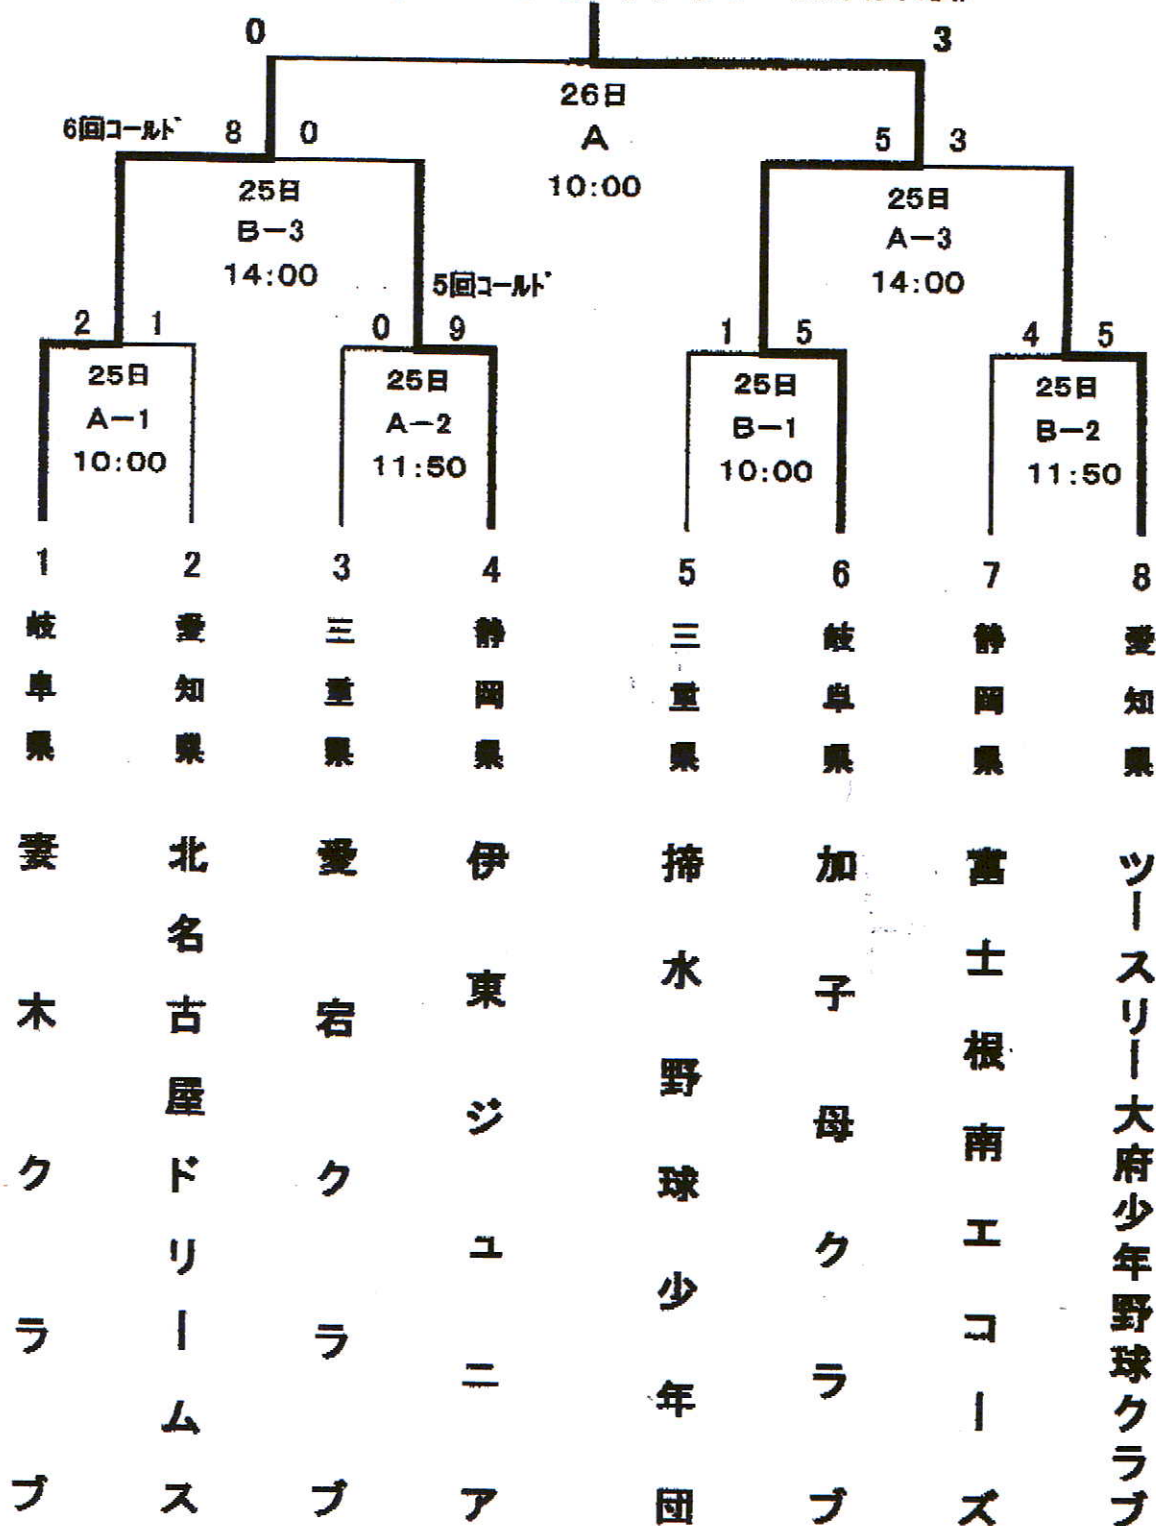 0
3
26日
A
10:00
6回コールド
8 0
5 3
25日
B-3
14:00
25日
A-3
14:00
5回コールド
2 1
0 9
1 5
4 5
25日
A-1
10:00
25日
A-2
11:50
25日
B-1
10:00
25日
B-2
11:50
1
岐阜県
妻木クラブ
2
愛知県
北名古屋ドリームス
3
三重県
愛宕クラブ
4
静岡県
伊東ジュニア
5
三重県
揥水野球少年団
6
岐阜県
加子母クラブ
7
静岡県
富士根南エコーズ
8
愛知県
ツースリー大府少年野球クラブ